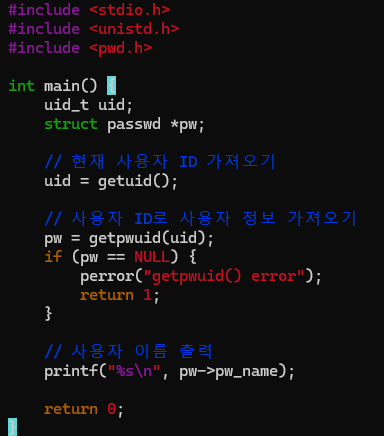 #include <stdio.h>
#include <unistd.h>
#include <pwd.h>

int main() {
    uid_t uid;
    struct passwd *pw;

    // 현재 사용자 ID 가져오기
    uid = getuid();

    // 사용자 ID로 사용자 정보 가져오기
    pw = getpwuid(uid);
    if (pw == NULL) {
        perror("getpwuid() error");
        return 1;
    }

    // 사용자 이름 출력
    printf("%s\n", pw->pw_name);

    return 0;
}